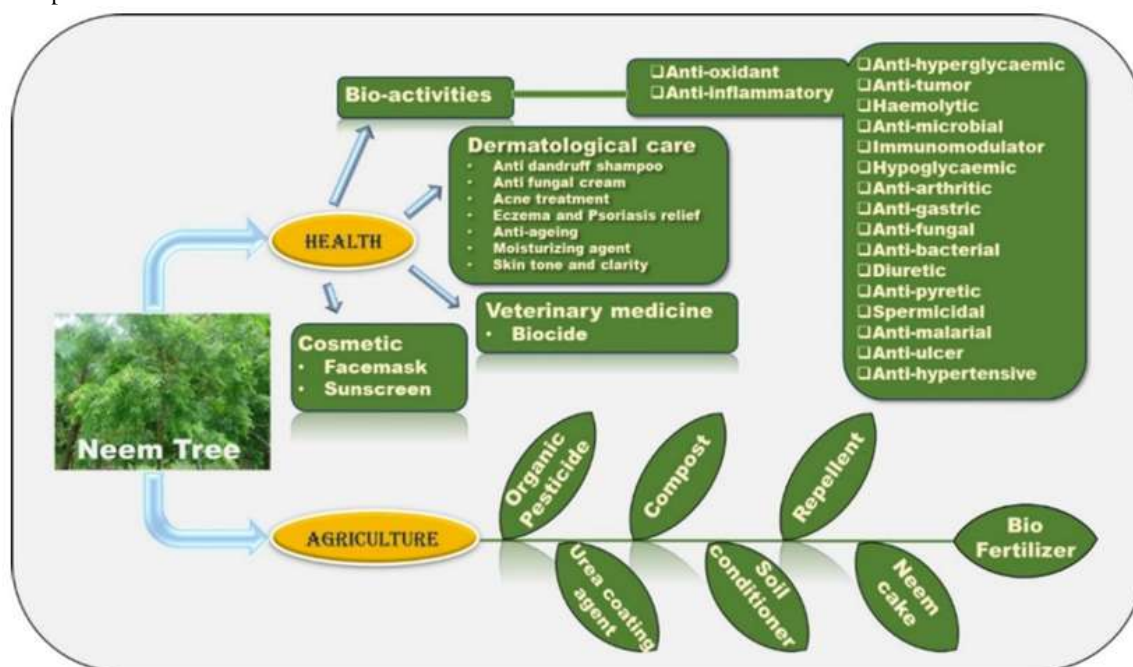 Bio-activities
❑Anti-oxidant
❑Anti-inflammatory
❑Anti-hyperglycaemic
❑Anti-tumor
❑Haemolytic
❑Anti-microbial
❑Immunomodulator
❑Hypoglycaemic
❑Anti-arthritic
❑Anti-gastric
❑Anti-fungal
❑Anti-bacterial
❑Diuretic
❑Anti-pyretic
❑Spermicidal
❑Anti-malarial
❑Anti-ulcer
❑Anti-hypertensive
Dermatological care
• Anti dandruff shampoo
• Anti fungal cream
• Acne treatment
• Eczema and Psoriasis relief
• Anti-ageing
• Moisturizing agent
• Skin tone and clarity
HEALTH
Veterinary medicine
• Biocide
Cosmetic
• Facemask
• Sunscreen
Neem Tree
AGRICULTURE
Organic
Pesticide
Compost
Repellent
Bio
Fertilizer
Urea coating
agent
Soil
conditioner
Neem
cake